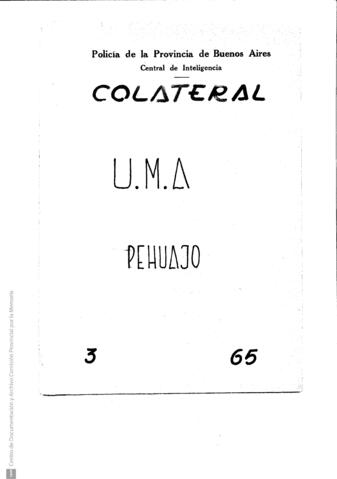 Policía de la Provincia de Buenos Aires
Central de Inteligencia
COLATERAL
U.M.A
PEHUAJO
3 65
Centro de Documentación y Archivo Comisión Provincial por la Memoria